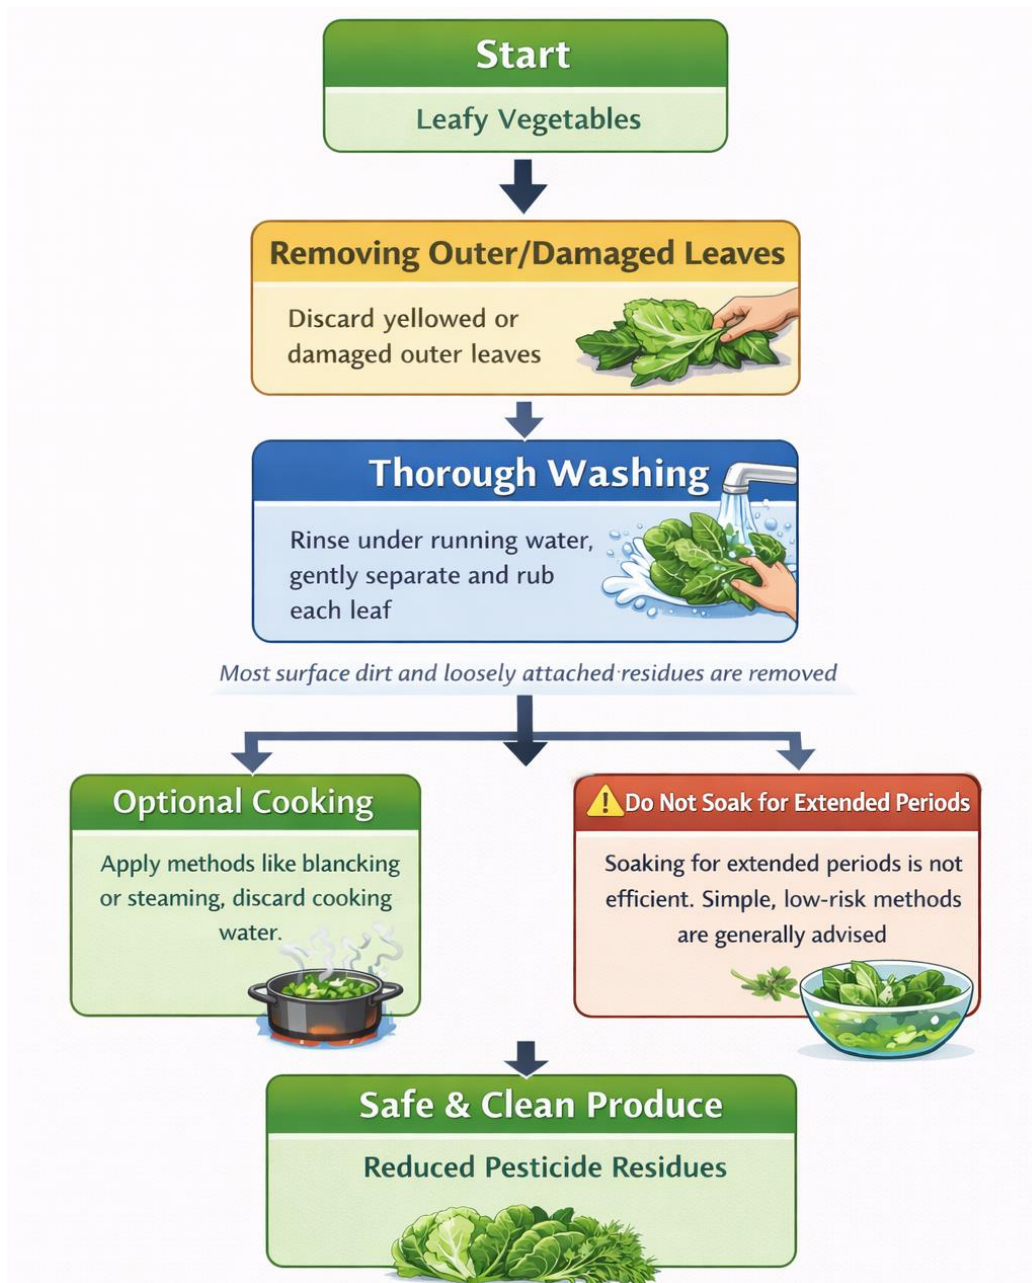 Start
Leafy Vegetables
Removing Outer/Damaged Leaves
Discard yellowed or
damaged outer leaves
Thorough Washing
Rinse under running water,
gently separate and rub
each leaf
Most surface dirt and loosely attached residues are removed
Optional Cooking
Apply methods like blancking
or steaming, discard cooking
water.
Do Not Soak for Extended Periods
Soaking for extended periods is not
efficient. Simple, low-risk methods
are generally advised
Safe & Clean Produce
Reduced Pesticide Residues